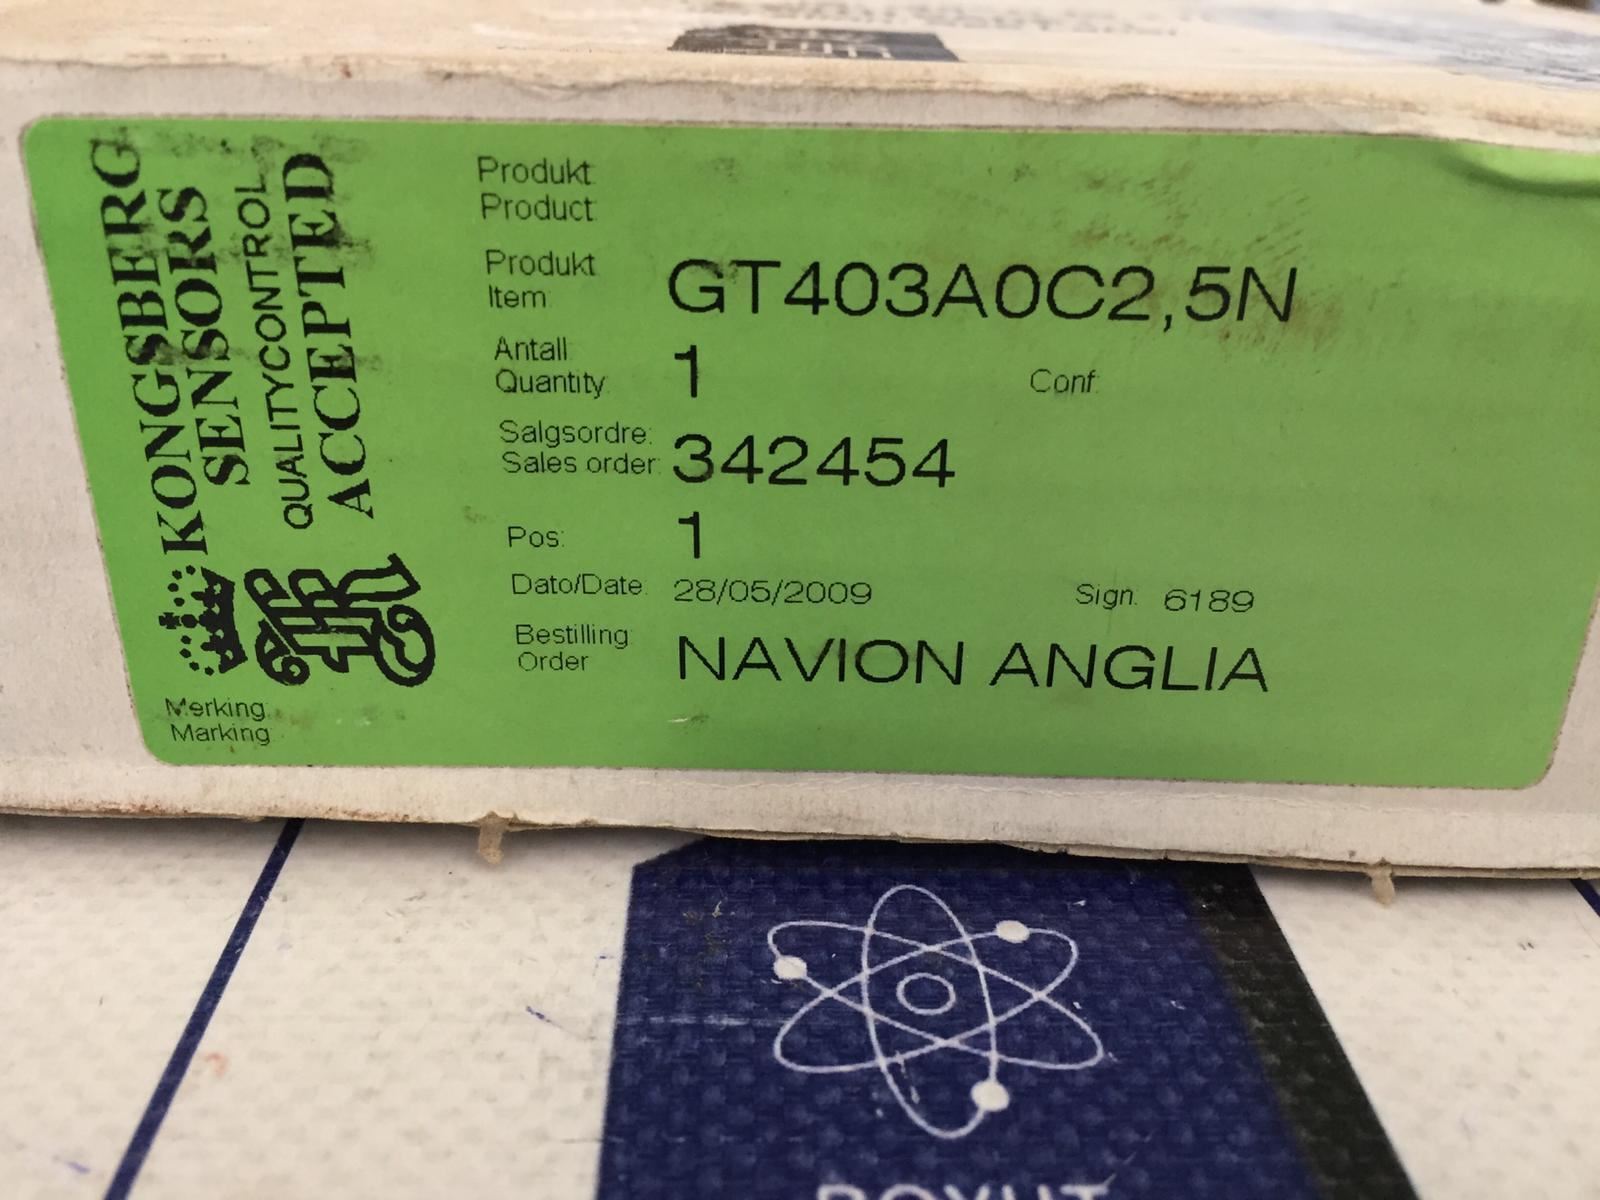 KONGSBERG
SENSORS
QUALITYCONTROL
ACCEPTED
Produkt
Product
Produkt
Item
GT403A0C2,5N
Antall
Quantity
1
Conf.
Salgsordre:
Sales order:
342454
Pos:
1
Dato/Date
28/05/2009
Sign.
6189
Bestilling
Order
NAVION ANGLIA
Merking
Marking